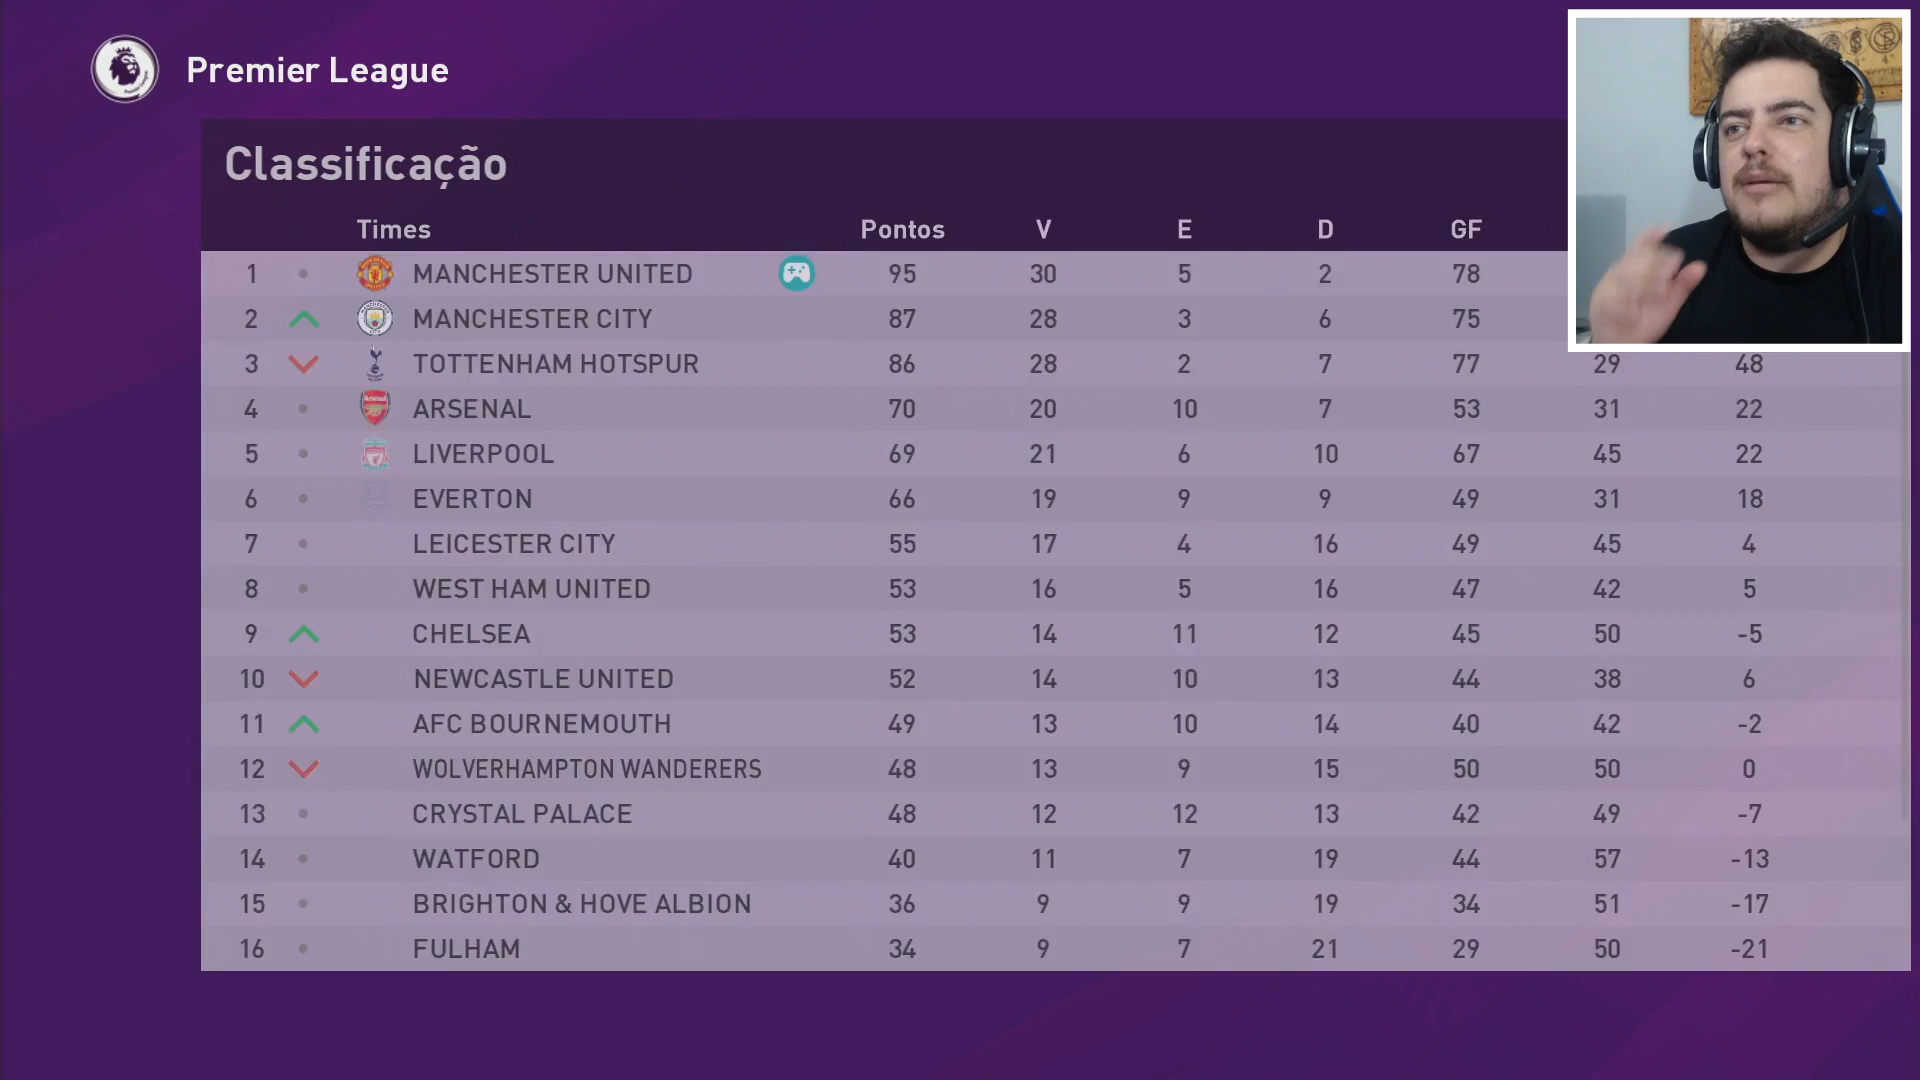 Premier League
Classificação
Times Pontos V E D GF
1 MANCHESTER UNITED 95 30 5 2 78
2 MANCHESTER CITY 87 28 3 6 75
3 TOTTENHAM HOTSPUR 86 28 2 7 77 29 48
4 ARSENAL 70 20 10 7 53 31 22
5 LIVERPOOL 69 21 6 10 67 45 22
6 EVERTON 66 19 9 9 49 31 18
7 LEICESTER CITY 55 17 4 16 49 45 4
8 WEST HAM UNITED 53 16 5 16 47 42 5
9 CHELSEA 53 14 11 12 45 50 -5
10 NEWCASTLE UNITED 52 14 10 13 44 38 6
11 AFC BOURNEMOUTH 49 13 10 14 40 42 -2
12 WOLVERHAMPTON WANDERERS 48 13 9 15 50 50 0
13 CRYSTAL PALACE 48 12 12 13 42 49 -7
14 WATFORD 40 11 7 19 44 57 -13
15 BRIGHTON & HOVE ALBION 36 9 9 19 34 51 -17
16 FULHAM 34 9 7 21 29 50 -21